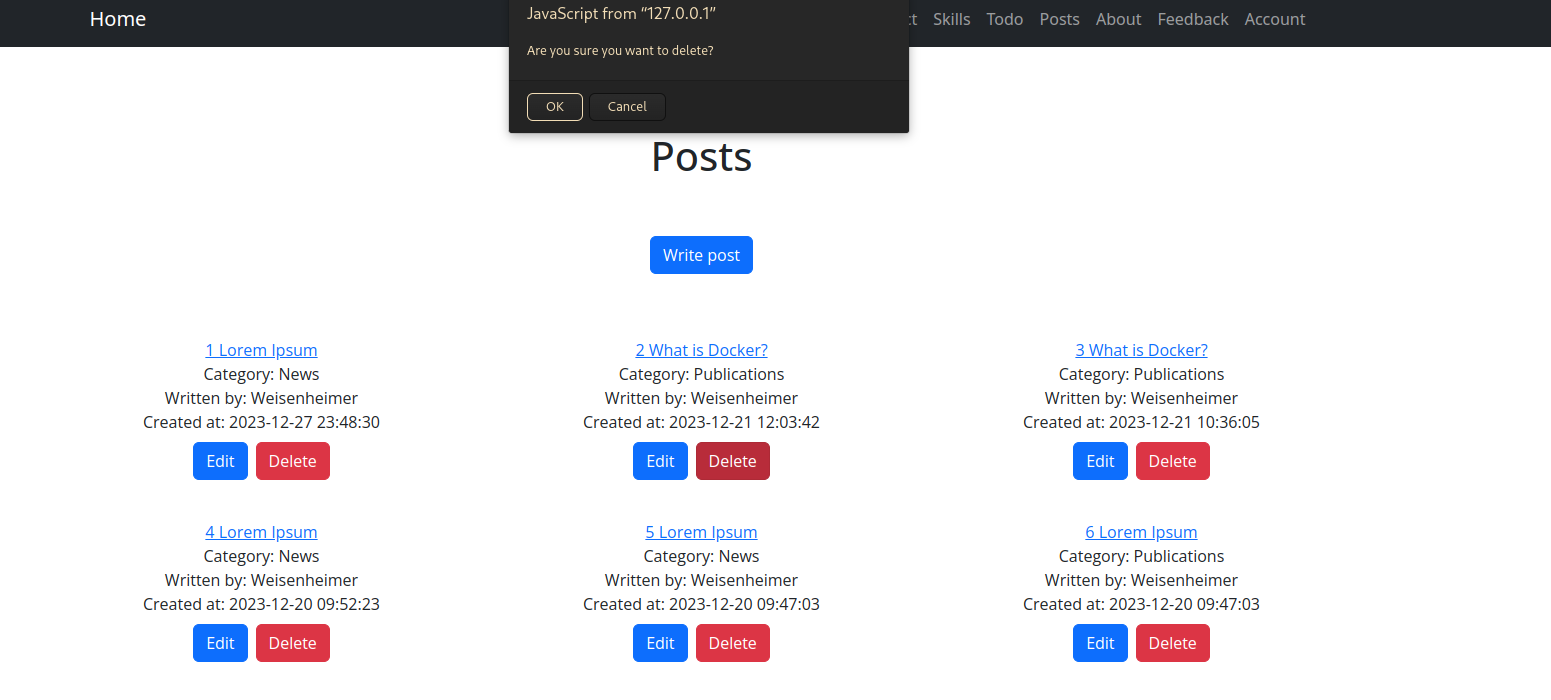 Home
JavaScript from “127.0.0.1”
Skills Todo Posts About Feedback Account
Are you sure you want to delete?
OK Cancel
Posts
Write post
1 Lorem Ipsum
Category: News
Written by: Weisenheimer
Created at: 2023-12-27 23:48:30
Edit Delete
2 What is Docker?
Category: Publications
Written by: Weisenheimer
Created at: 2023-12-21 12:03:42
Edit Delete
3 What is Docker?
Category: Publications
Written by: Weisenheimer
Created at: 2023-12-21 10:36:05
Edit Delete
4 Lorem Ipsum
Category: News
Written by: Weisenheimer
Created at: 2023-12-20 09:52:23
Edit Delete
5 Lorem Ipsum
Category: News
Written by: Weisenheimer
Created at: 2023-12-20 09:47:03
Edit Delete
6 Lorem Ipsum
Category: Publications
Written by: Weisenheimer
Created at: 2023-12-20 09:47:03
Edit Delete